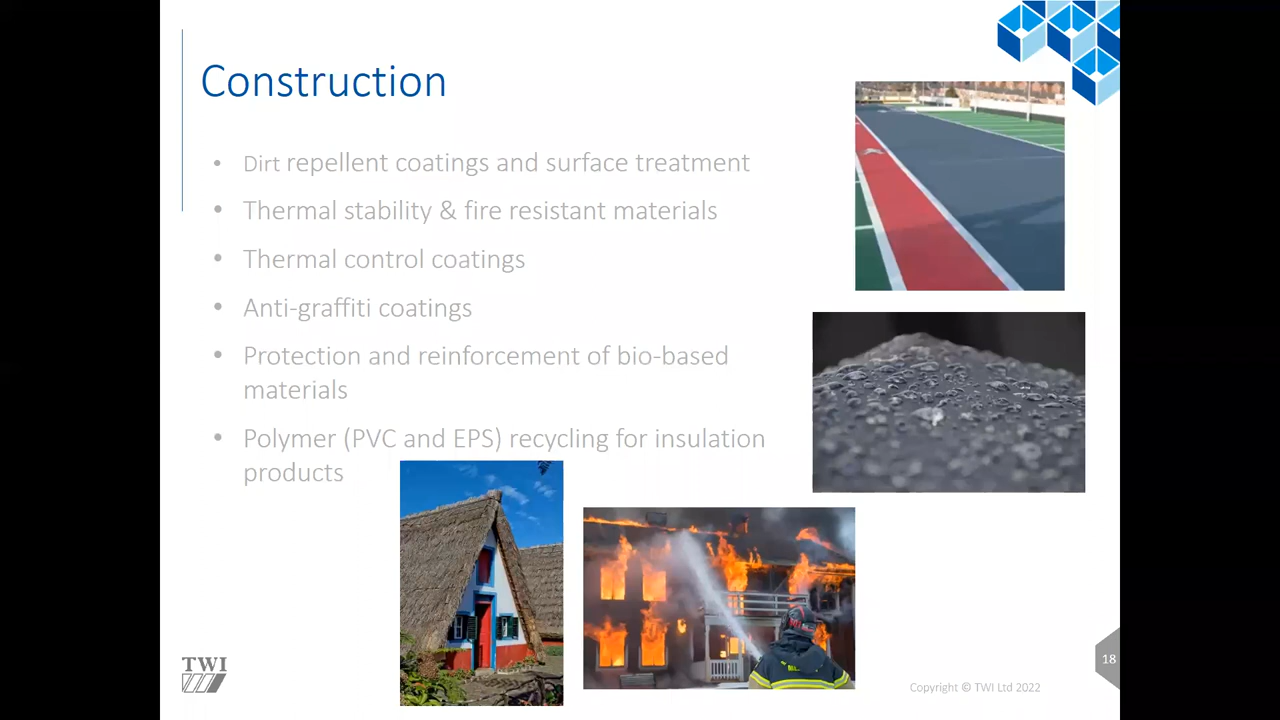 Construction
• Dirt repellent coatings and surface treatment
• Thermal stability & fire resistant materials
• Thermal control coatings
• Anti-graffiti coatings
• Protection and reinforcement of bio-based
materials
• Polymer (PVC and EPS) recycling for insulation
products
TWI
Copyright © TWI Ltd 2022
18